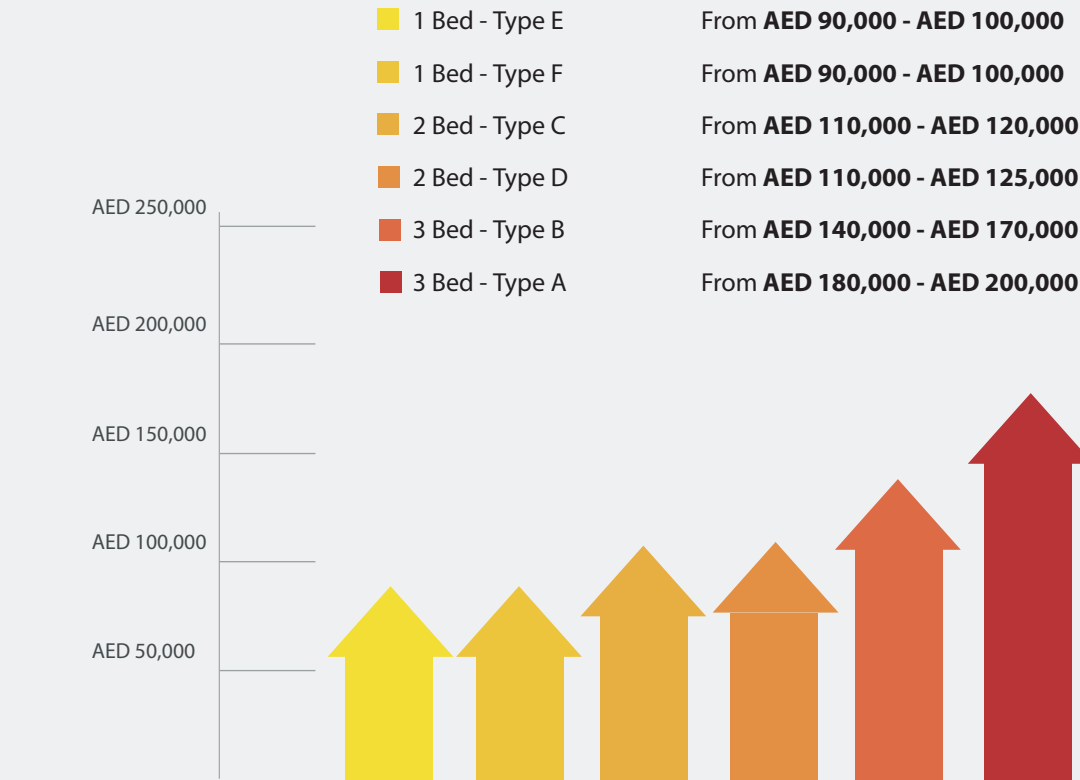 1 Bed - Type E From AED 90,000 - AED 100,000
1 Bed - Type F From AED 90,000 - AED 100,000
2 Bed - Type C From AED 110,000 - AED 120,000
2 Bed - Type D From AED 110,000 - AED 125,000
3 Bed - Type B From AED 140,000 - AED 170,000
3 Bed - Type A From AED 180,000 - AED 200,000
AED 250,000
AED 200,000
AED 150,000
AED 100,000
AED 50,000